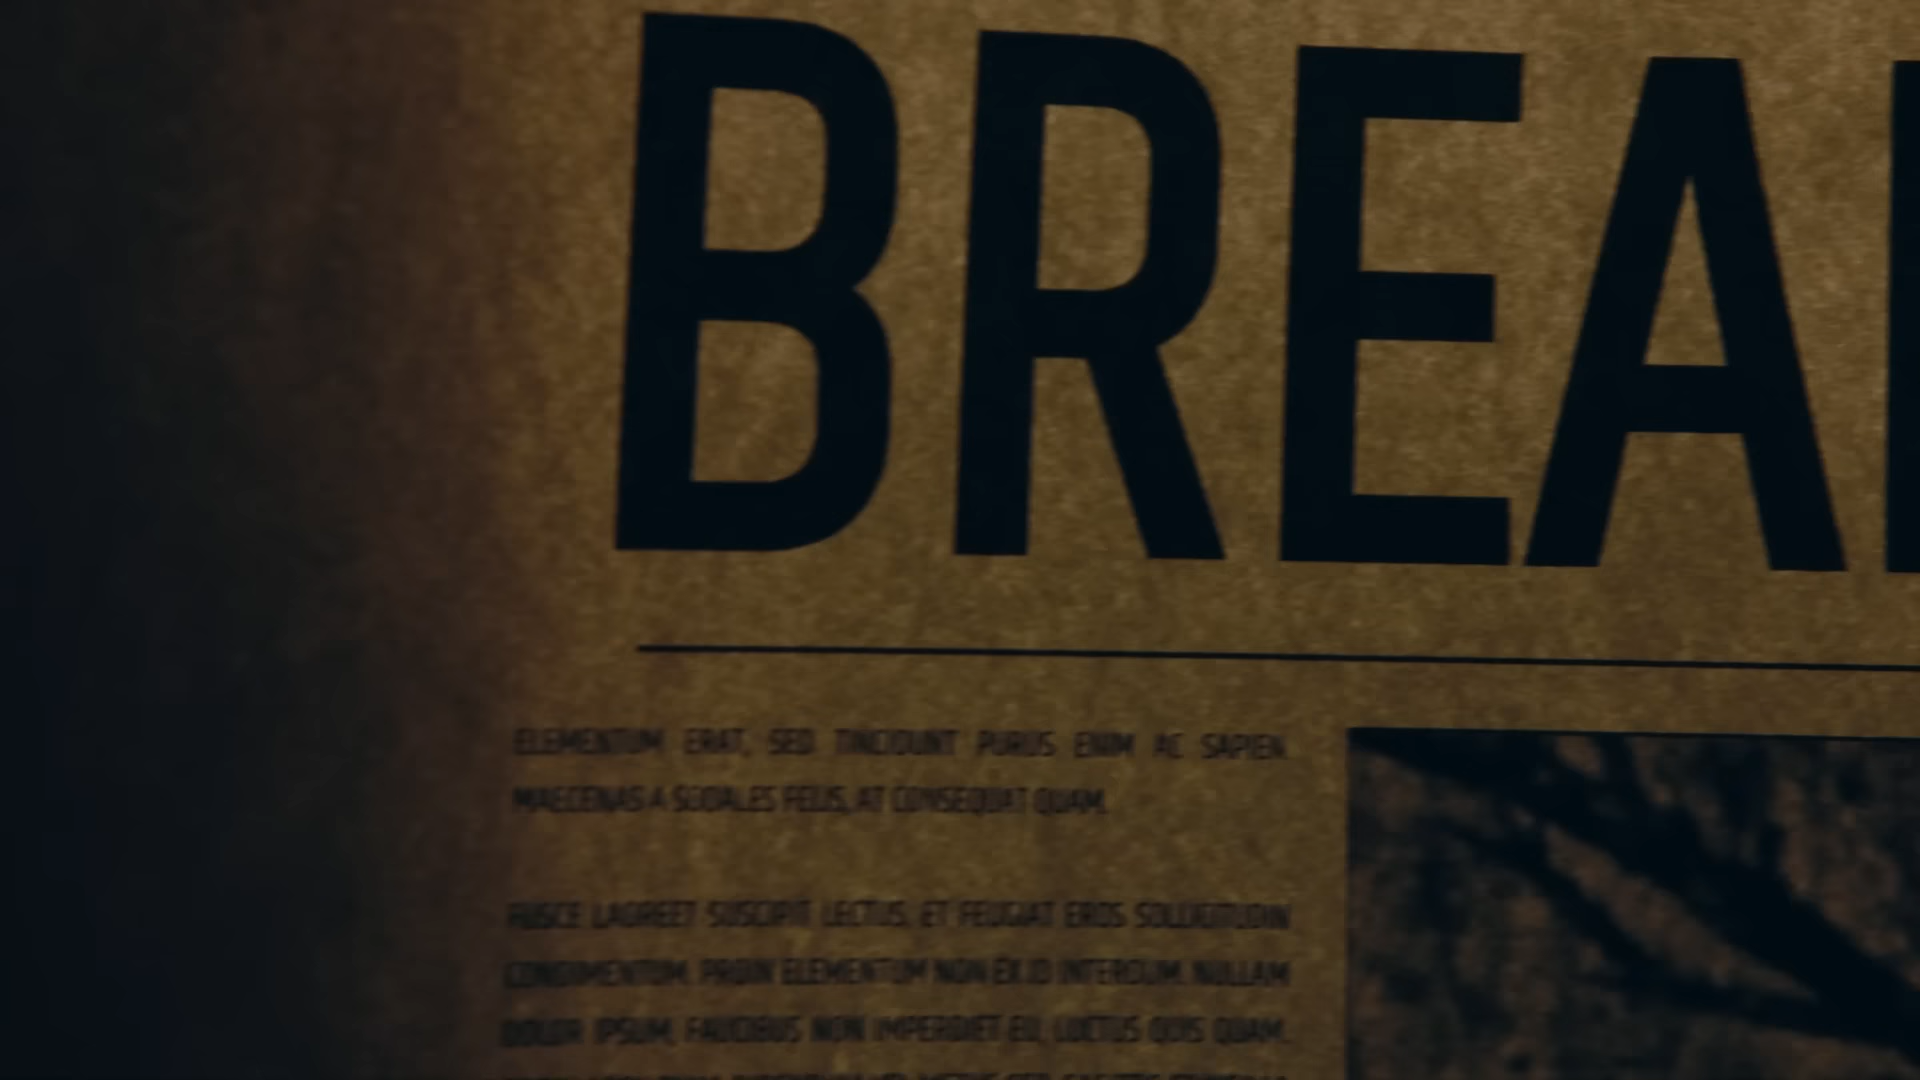 BREA
ELEMENTUM ERAT, SED TINCIDUNT PURUS ENIM AC SAPIEN.
MAECENAS A SODALES FELIS, AT CONSEQUAT QUAM.
FUSCE LAOREET SUSCIPIT LECTUS, ET FEUGIAT EROS SOLLICITUDIN
CONDIMENTUM. PROIN ELEMENTUM NON EX ID INTERDUM. NULLAM
DOLOR IPSUM, FAUCIBUS NON IMPERDIET EU, LUCTUS QUIS QUAM.